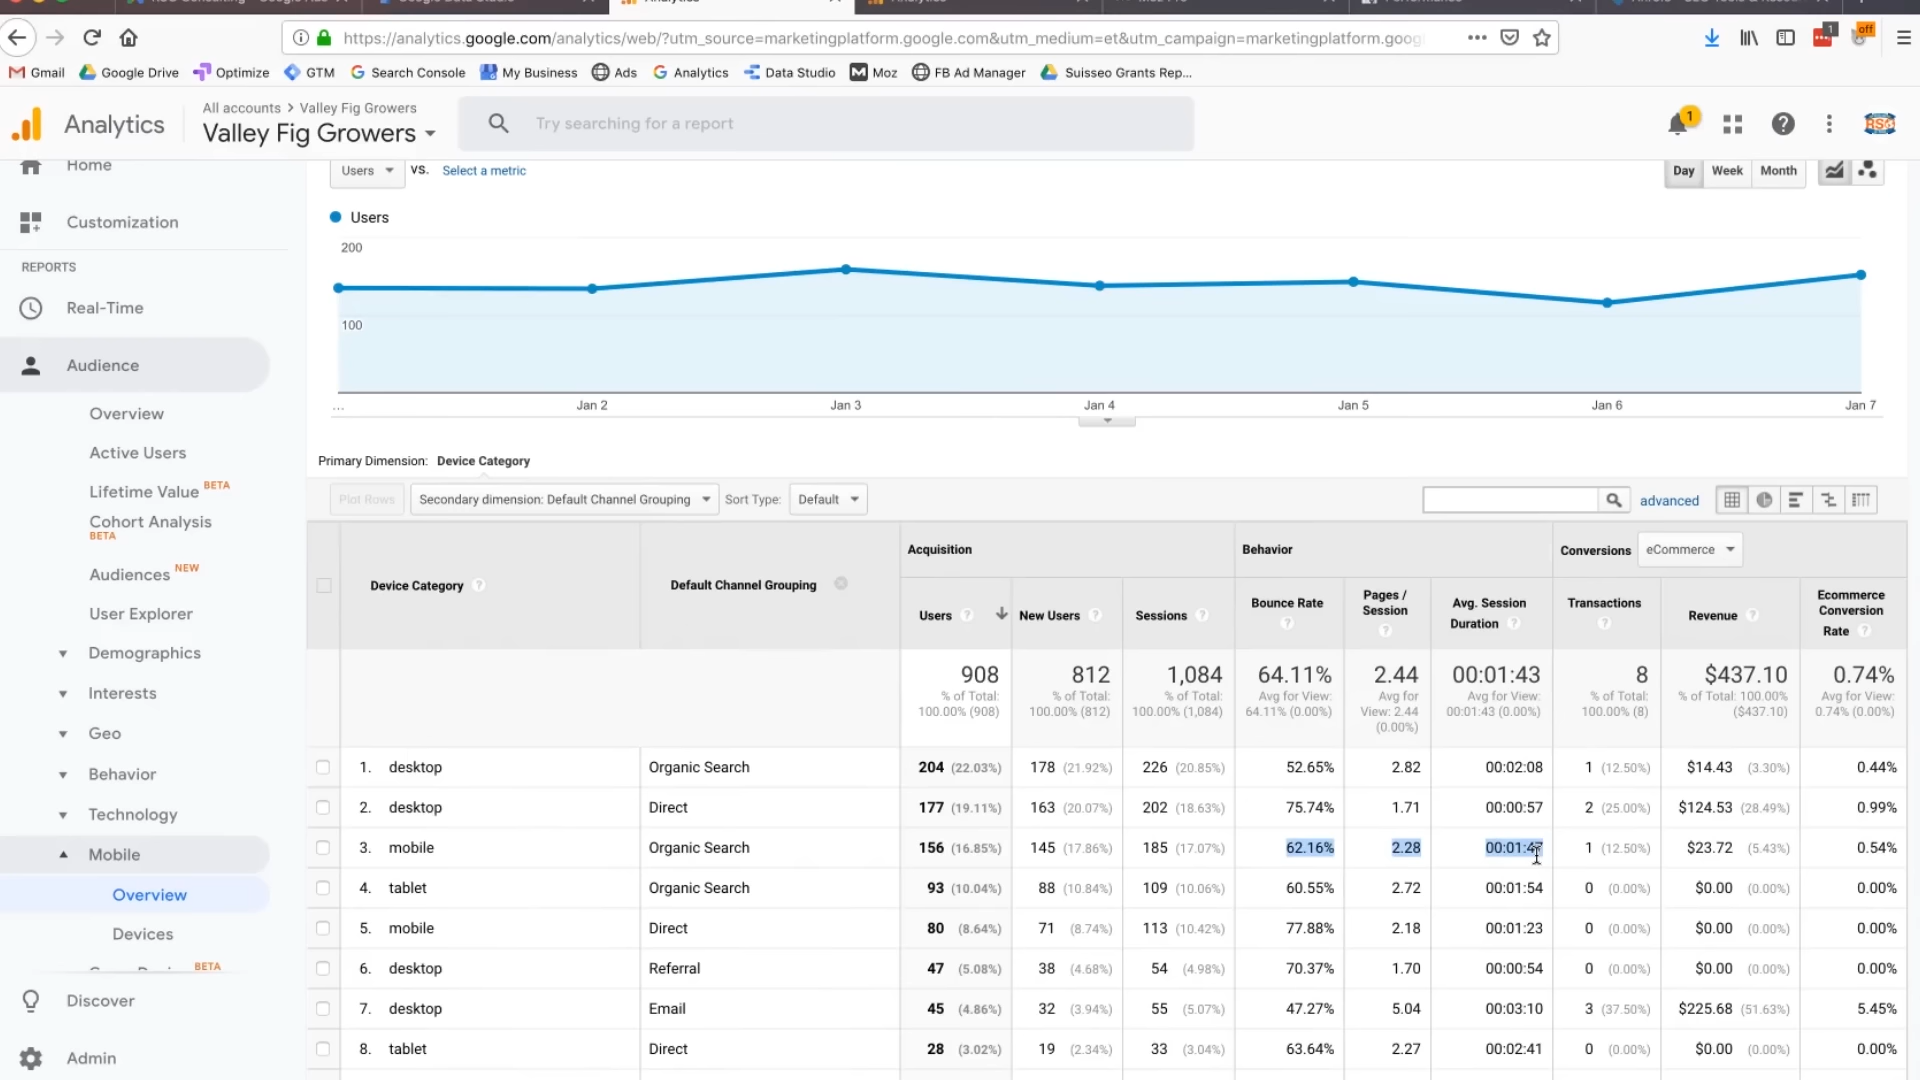 https://analytics.google.com/analytics/web/?utm_source=marketingplatform.google.com&utm_medium=et&utm_campaign=marketingplatform.goog
1
off
Gmail Google Drive Optimize GTM Search Console My Business Ads Analytics Data Studio Moz FB Ad Manager Suisseo Grants Rep...
Analytics
All accounts > Valley Fig Growers
Valley Fig Growers
Try searching for a report
1
RSO
Home
Customization
REPORTS
Real-Time
Audience
Overview
Active Users
Lifetime Value BETA
Cohort Analysis
BETA
Audiences NEW
User Explorer
Demographics
Interests
Geo
Behavior
Technology
Mobile
Overview
Devices
BETA
Discover
Admin
Users VS. Select a metric
Day Week Month
Users
200
100
... Jan 2 Jan 3 Jan 4 Jan 5 Jan 6 Jan 7
Primary Dimension: Device Category
Plot Rows Secondary dimension: Default Channel Grouping Sort Type: Default advanced
Acquisition Behavior Conversions eCommerce
Device Category ? Default Channel Grouping
Users ? New Users ? Sessions ? Bounce Rate ? Pages / Session ? Avg. Session Duration ? Transactions ? Revenue ? Ecommerce Conversion Rate ?
908 812 1,084 64.11% 2.44 00:01:43 8 $437.10 0.74%
% of Total: 100.00% (908) % of Total: 100.00% (812) % of Total: 100.00% (1,084) Avg for View: 64.11% (0.00%) Avg for View: 2.44 (0.00%) Avg for View: 00:01:43 (0.00%) % of Total: 100.00% (8) % of Total: 100.00% ($437.10) Avg for View: 0.74% (0.00%)
1. desktop Organic Search 204 (22.03%) 178 (21.92%) 226 (20.85%) 52.65% 2.82 00:02:08 1 (12.50%) $14.43 (3.30%) 0.44%
2. desktop Direct 177 (19.11%) 163 (20.07%) 202 (18.63%) 75.74% 1.71 00:00:57 2 (25.00%) $124.53 (28.49%) 0.99%
3. mobile Organic Search 156 (16.85%) 145 (17.86%) 185 (17.07%) 62.16% 2.28 1 (12.50%) $23.72 (5.43%) 0.54%
4. tablet Organic Search 93 (10.04%) 88 (10.84%) 109 (10.06%) 60.55% 2.72 00:01:54 0 (0.00%) $0.00 (0.00%) 0.00%
5. mobile Direct 80 (8.64%) 71 (8.74%) 113 (10.42%) 77.88% 2.18 00:01:23 0 (0.00%) $0.00 (0.00%) 0.00%
6. desktop Referral 47 (5.08%) 38 (4.68%) 54 (4.98%) 70.37% 1.70 00:00:54 0 (0.00%) $0.00 (0.00%) 0.00%
7. desktop Email 45 (4.86%) 32 (3.94%) 55 (5.07%) 47.27% 5.04 00:03:10 3 (37.50%) $225.68 (51.63%) 5.45%
8. tablet Direct 28 (3.02%) 19 (2.34%) 33 (3.04%) 63.64% 2.27 00:02:41 0 (0.00%) $0.00 (0.00%) 0.00%